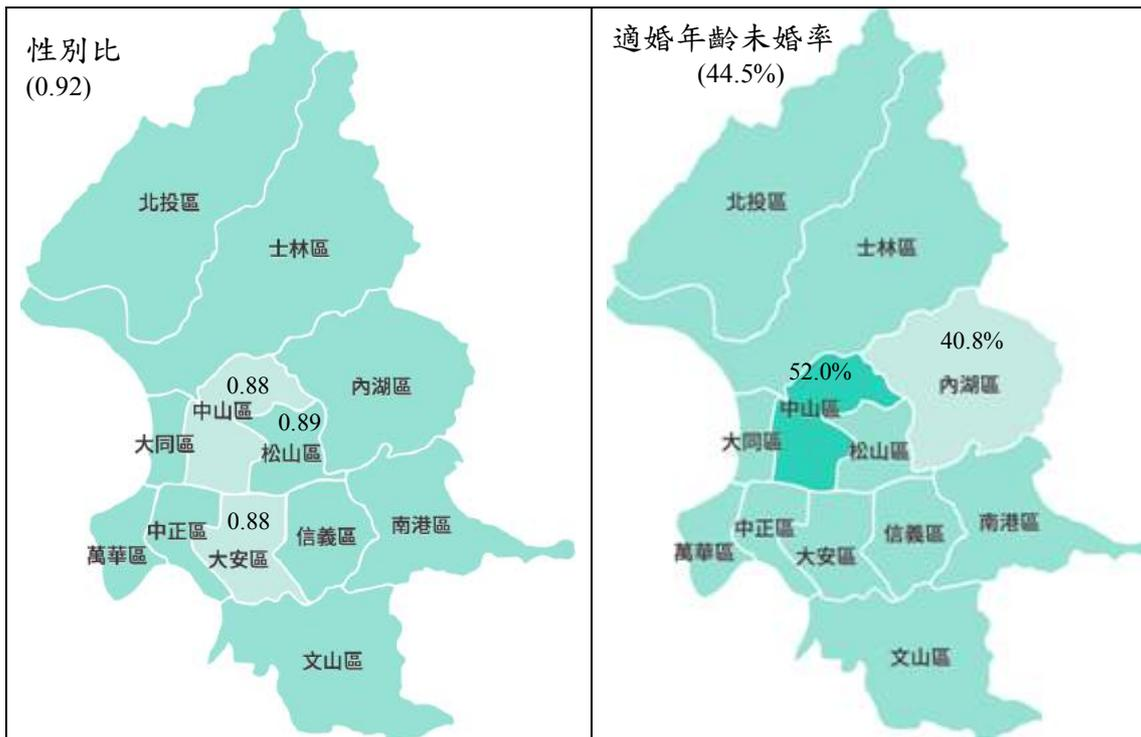 性別比
(0.92)
北投區
士林區
0.88
中山區
0.89
內湖區
大同區
松山區
0.88
中正區
信義區
南港區
萬華區
大安區
文山區
適婚年齡未婚率
(44.5%)
北投區
士林區
40.8%
52.0%
內湖區
中山區
大同區
松山區
中正區
信義區
南港區
萬華區
大安區
文山區